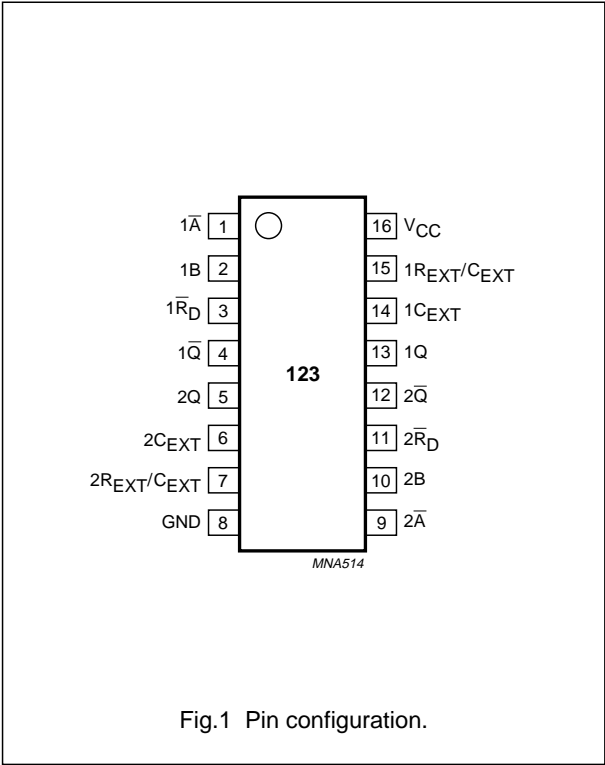 1A̅ 1 16 VCC
1B 2 15 1REXT/CEXT
1R̅D 3 14 1CEXT
1Q̅ 4 13 1Q
123
2Q 5 12 2Q̅
2CEXT 6 11 2R̅D
2REXT/CEXT 7 10 2B
GND 8 9 2A̅
MNA514
Fig.1 Pin configuration.